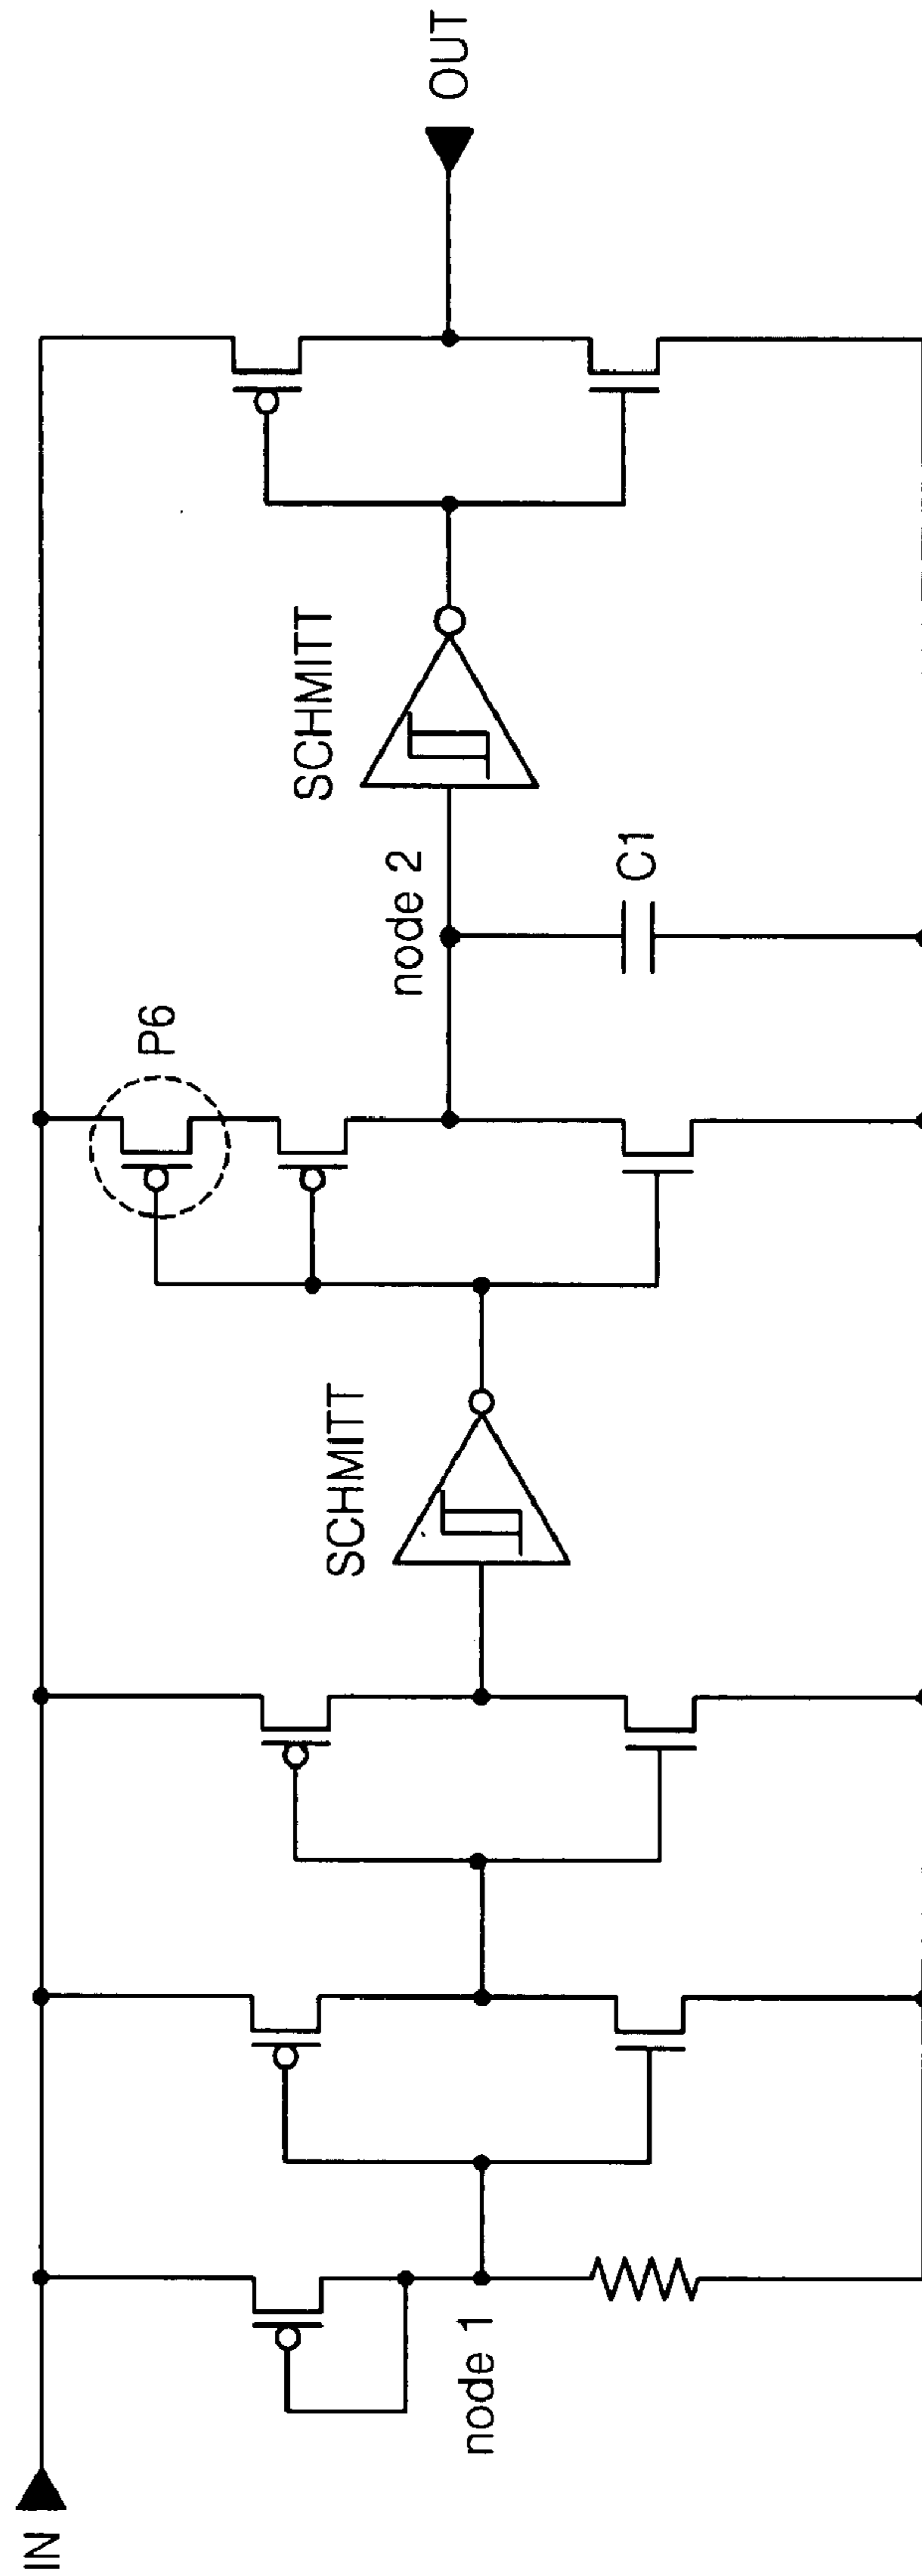 IN
node 1
SCHMITT
P6
node 2
C1
SCHMITT
OUT